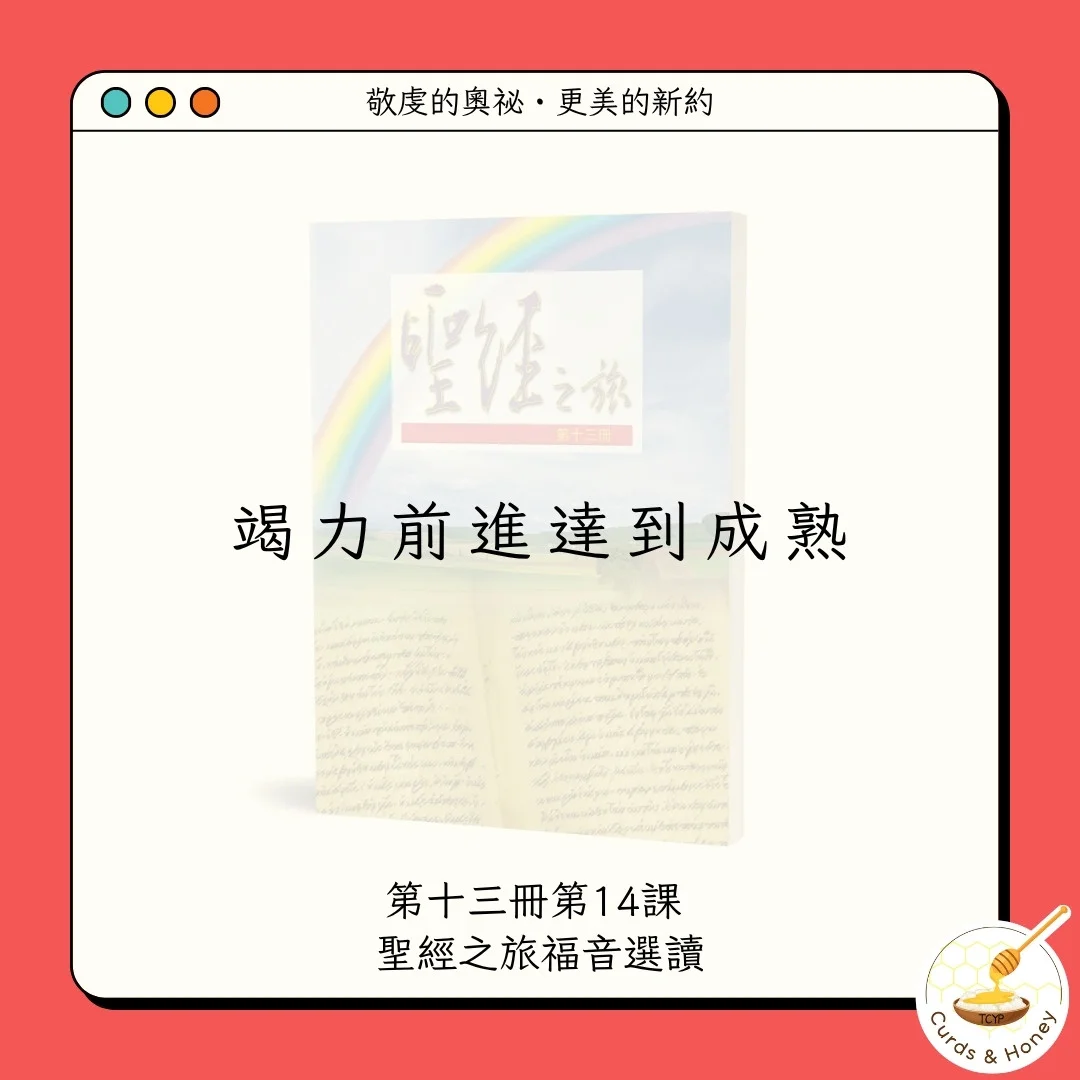 敬虔的奧祕・更美的新約
聖經之旅
第十三冊
竭力前進達到成熟
第十三冊第14課
聖經之旅福音選讀
TCYP
Curds & Honey